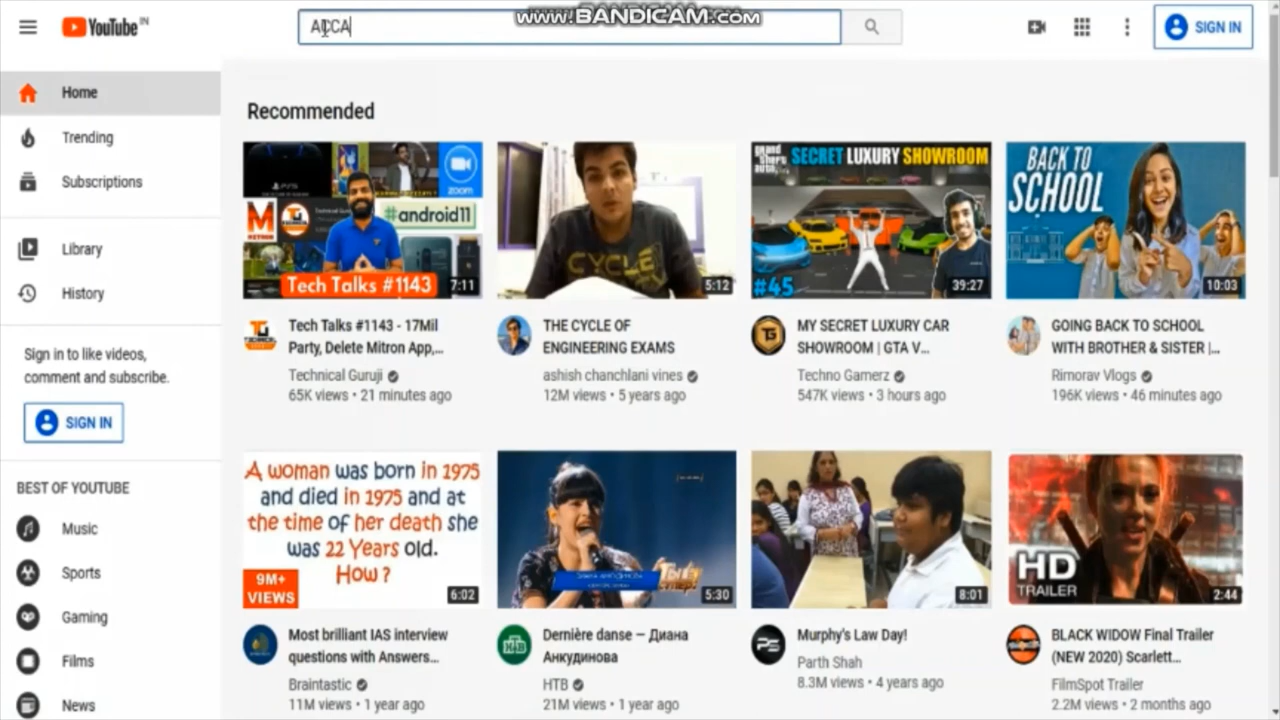 www.BANDICAM.com
YouTube IN
ACCA
SIGN IN
Home
Trending
Subscriptions
Library
History
Sign in to like videos,
comment and subscribe.
SIGN IN
BEST OF YOUTUBE
Music
Sports
Gaming
Films
News
Recommended
zoom
#android11
Tech Talks #1143
7:11
Tech Talks #1143 - 17Mil
Party, Delete Mitron App,...
Technical Guruji
65K views • 21 minutes ago
CYCLE
5:12
THE CYCLE OF
ENGINEERING EXAMS
ashish chanchlani vines
12M views • 5 years ago
SECRET LUXURY SHOWROOM
#45
39:27
MY SECRET LUXURY CAR
SHOWROOM | GTA V...
Techno Gamerz
547K views • 3 hours ago
BACK TO
SCHOOL
10:03
GOING BACK TO SCHOOL
WITH BROTHER & SISTER |...
Rimorav Vlogs
196K views • 46 minutes ago
A woman was born in 1975
and died in 1975 and at
the time of her death she
was 22 Years old.
How ?
9M+
VIEWS
6:02
Most brilliant IAS interview
questions with Answers...
Braintastic
11M views • 1 year ago
5:30
Dernière danse — Диана
Анкудинова
НТВ
21M views • 1 year ago
8:01
Murphy's Law Day!
Parth Shah
8.3M views • 4 years ago
HD
TRAILER
2:44
BLACK WIDOW Final Trailer
(NEW 2020) Scarlett...
FilmSpot Trailer
2.2M views • 2 months ago